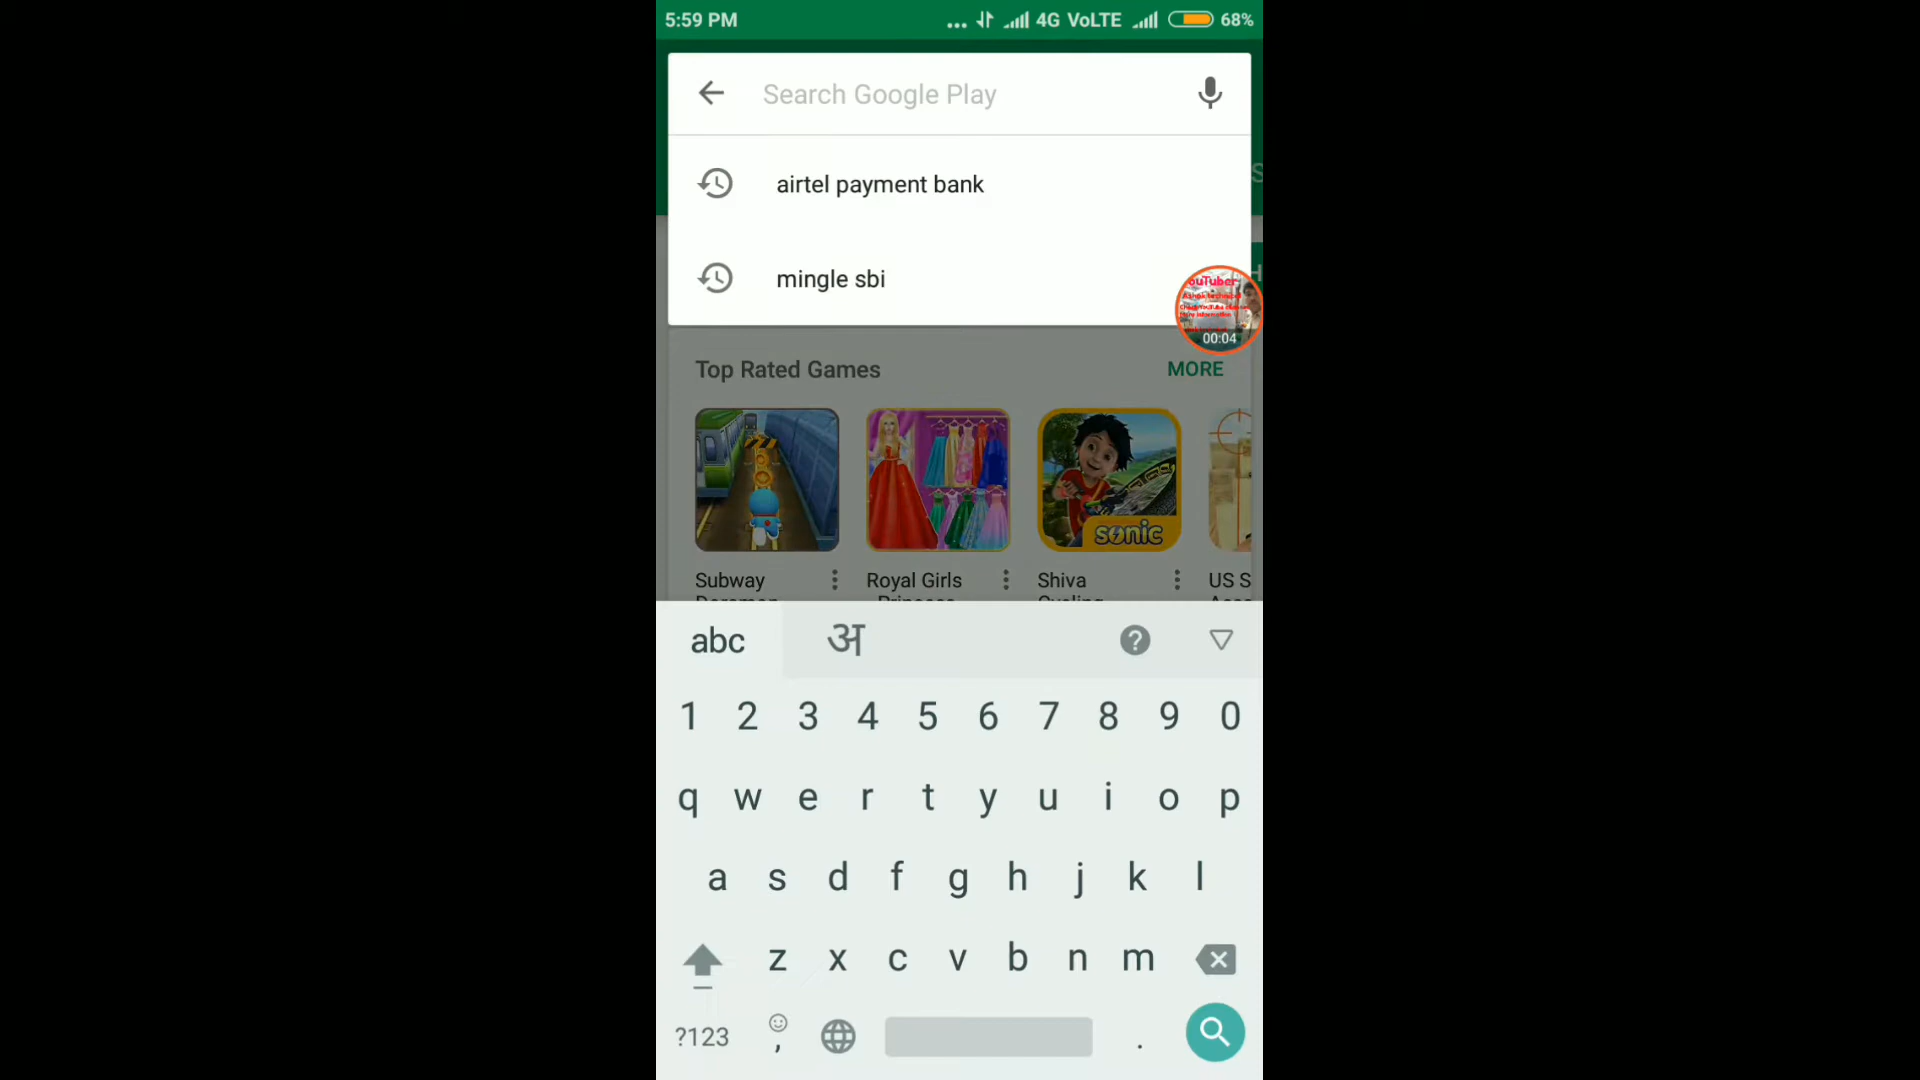 5:59 PM ... 4G VoLTE 68%
Search Google Play
airtel payment bank
mingle sbi
ouTuber
00:04
Top Rated Games MORE
sonic
Subway Royal Girls Shiva US S
abc अ ?
1 2 3 4 5 6 7 8 9 0
q w e r t y u i o p
a s d f g h j k l
z x c v b n m
?123 , .